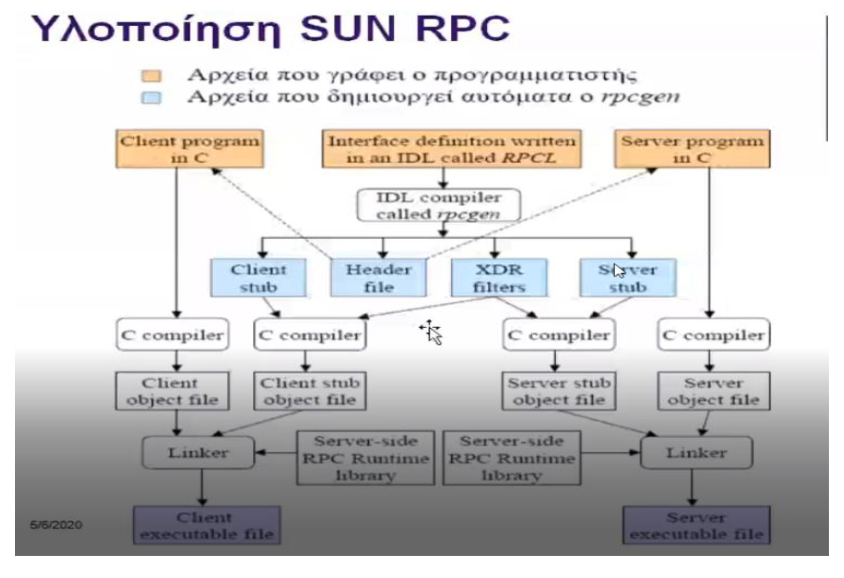 Υλοποίηση SUN RPC
Αρχεία που γράφει ο προγραμματιστής
Αρχεία που δημιουργεί αυτόματα ο rpcgen
Client program
in C
Interface definition written
in an IDL called RPCL
Server program
in C
IDL compiler
called rpcgen
Client
stub
Header
file
XDR
filters
Server
stub
C compiler
C compiler
C compiler
C compiler
Client
object file
Client stub
object file
Server stub
object file
Server
object file
Linker
Server-side
RPC Runtime
library
Server-side
RPC Runtime
library
Linker
5/6/2020
Client
executable file
Server
executable file